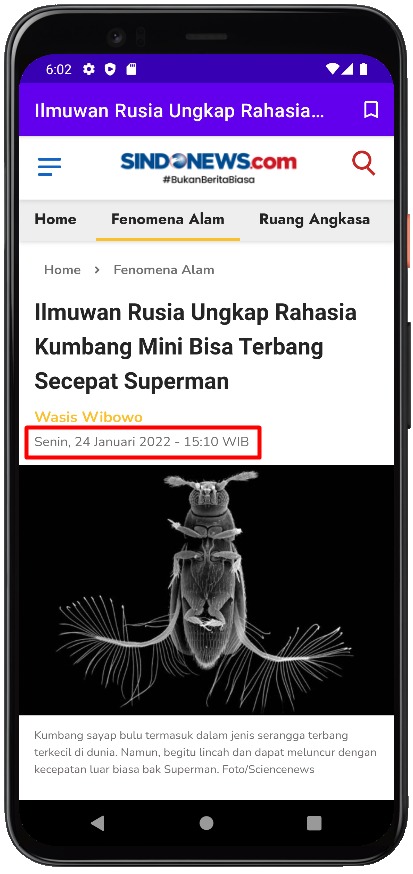 6:02
Ilmuwan Rusia Ungkap Rahasia...
SINDONEWS.com
#BukanBeritaBiasa
Home Fenomena Alam Ruang Angkasa
Home > Fenomena Alam
Ilmuwan Rusia Ungkap Rahasia
Kumbang Mini Bisa Terbang
Secepat Superman
Wasis Wibowo
Senin, 24 Januari 2022 - 15:10 WIB
Kumbang sayap bulu termasuk dalam jenis serangga terbang
terkecil di dunia. Namun, begitu lincah dan dapat meluncur dengan
kecepatan luar biasa bak Superman. Foto/Sciencenews